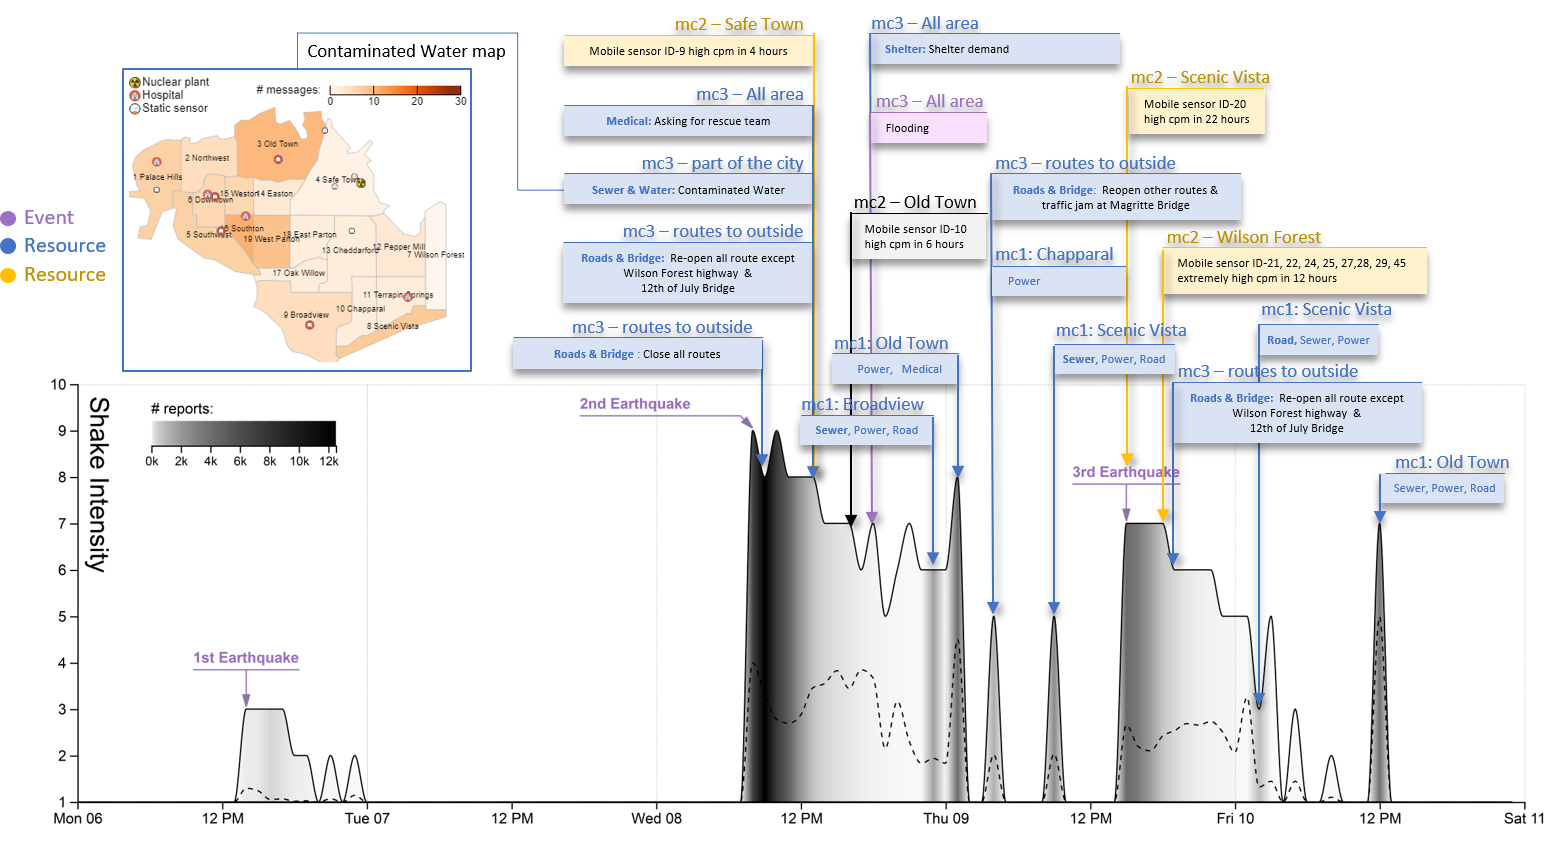 Contaminated Water map
Nuclear plant
Hospital
Static sensor
# messages:
0 10 20 30
3 Old Town
2 Northwest
1 Palace Hills
4 Safe Town
15 Weston
14 Easton
6 Downtown
5 Southwest
16 Southton
19 West Parton
18 East Parton
13 Cheddarford
12 Pepper Mill
7 Wilson Forest
17 Oak Willow
11 Terrapin Springs
10 Chapparal
9 Broadview
8 Scenic Vista
Event
Resource
Resource
mc2 – Safe Town
Mobile sensor ID-9 high cpm in 4 hours
mc3 – All area
Medical: Asking for rescue team
mc3 – part of the city
Sewer & Water: Contaminated Water
mc3 – routes to outside
Roads & Bridge: Re-open all route except
Wilson Forest highway &
12th of July Bridge
mc3 – routes to outside
Roads & Bridge : Close all routes
mc3 – All area
Shelter: Shelter demand
mc3 – All area
Flooding
mc2 – Old Town
Mobile sensor ID-10
high cpm in 6 hours
mc1: Old Town
Power, Medical
mc1: Broadview
Sewer, Power, Road
mc3 – routes to outside
Roads & Bridge: Reopen other routes &
traffic jam at Magritte Bridge
mc1: Chapparal
Power
mc1: Scenic Vista
Sewer, Power, Road
mc2 – Scenic Vista
Mobile sensor ID-20
high cpm in 22 hours
mc2 – Wilson Forest
Mobile sensor ID-21, 22, 24, 25, 27,28, 29, 45
extremely high cpm in 12 hours
mc1: Scenic Vista
Road, Sewer, Power
mc3 – routes to outside
Roads & Bridge: Re-open all route except
Wilson Forest highway &
12th of July Bridge
mc1: Old Town
Sewer, Power, Road
1st Earthquake
2nd Earthquake
3rd Earthquake
# reports:
0k 2k 4k 6k 8k 10k 12k
Shake Intensity
10
9
8
7
6
5
4
3
2
1
Mon 06 12 PM Tue 07 12 PM Wed 08 12 PM Thu 09 12 PM Fri 10 12 PM Sat 11